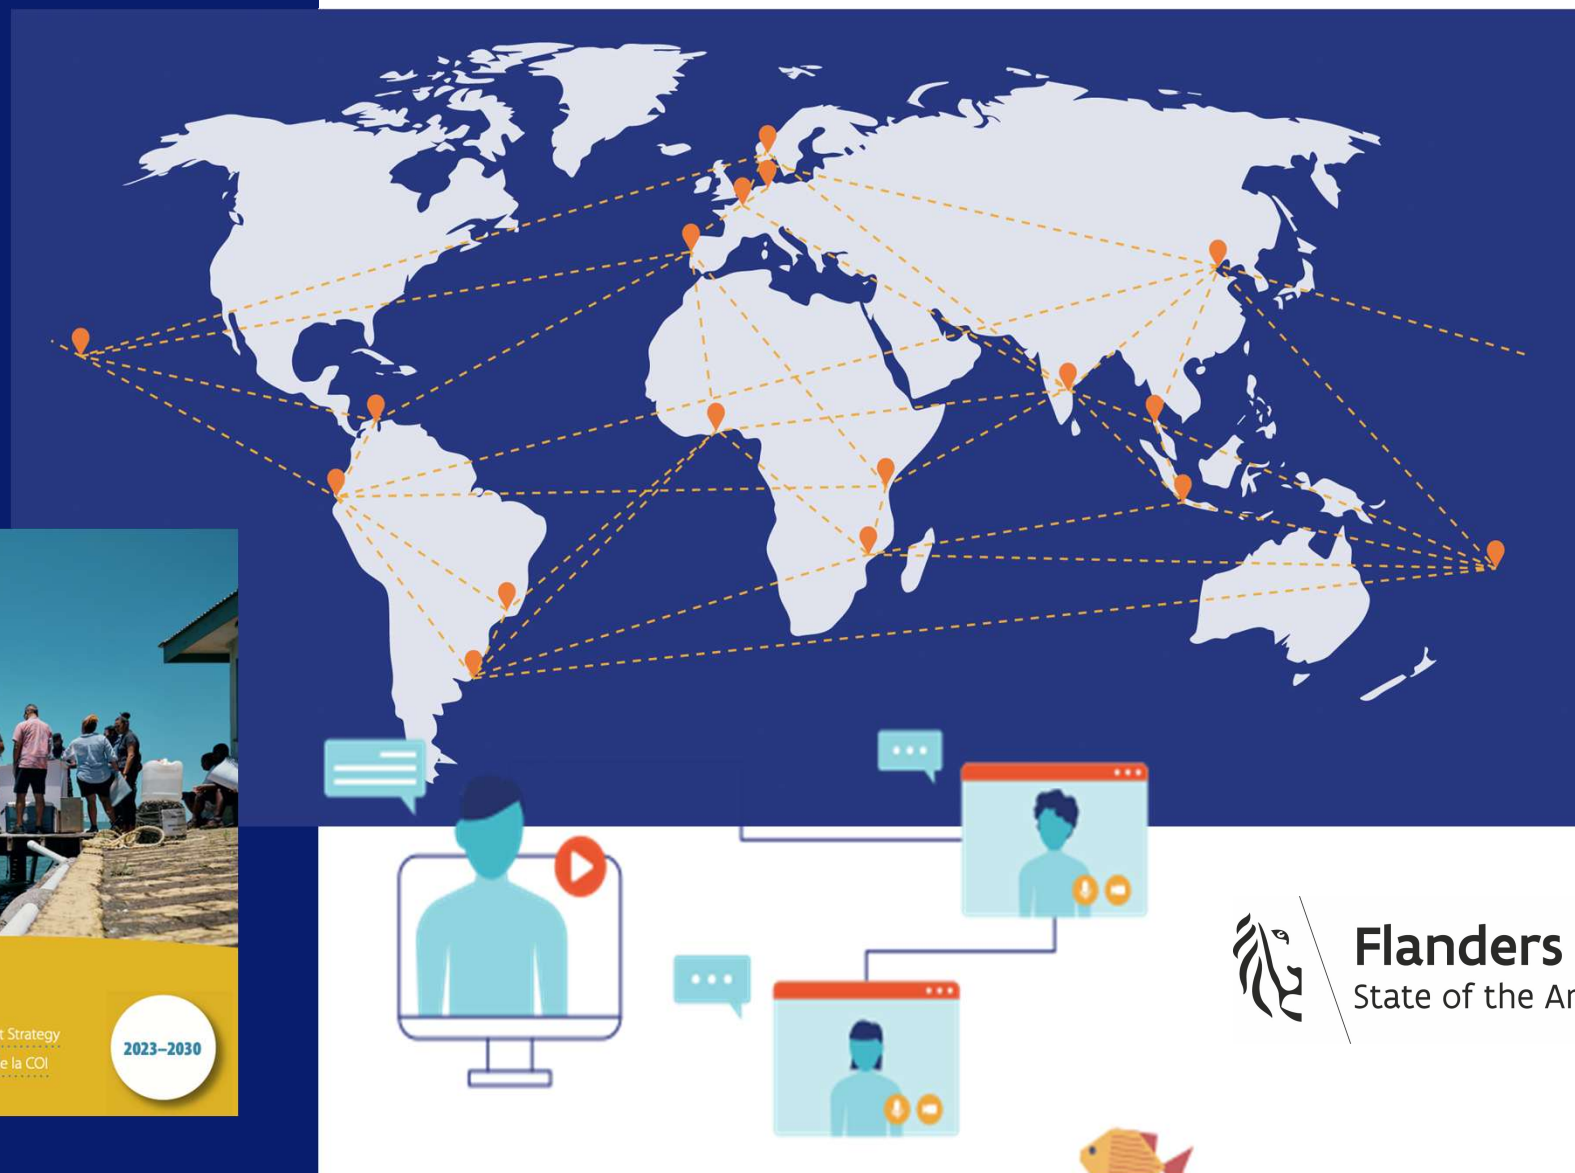 t Strategy
e la COI
2023–2030
Flanders
State of the Ar